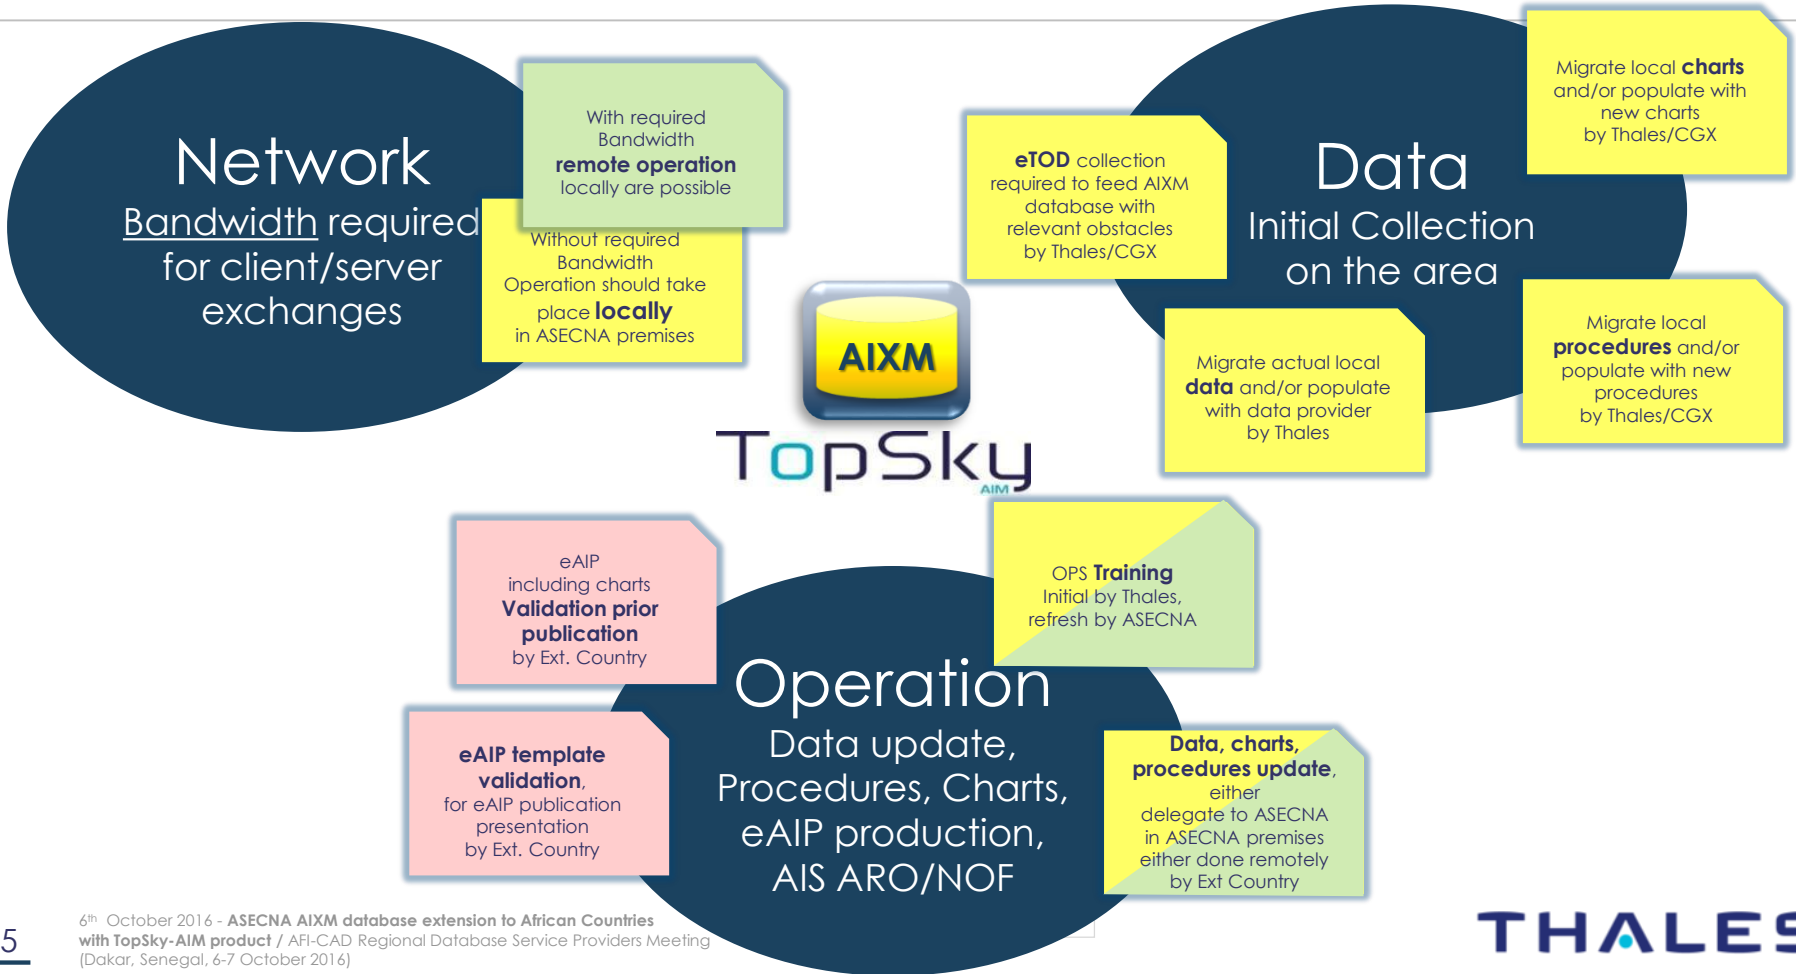 Network
Bandwidth required
for client/server
exchanges
With required
Bandwidth
remote operation
locally are possible
Without required
Bandwidth
Operation should take
place locally
in ASECNA premises
Data
Initial Collection
on the area
eTOD collection
required to feed AIXM
database with
relevant obstacles
by Thales/CGX
Migrate local charts
and/or populate with
new charts
by Thales/CGX
Migrate actual local
data and/or populate
with data provider
by Thales
Migrate local
procedures and/or
populate with new
procedures
by Thales/CGX
AIXM
TopSky
AIM
Operation
Data update,
Procedures, Charts,
eAIP production,
AIS ARO/NOF
eAIP
including charts
Validation prior
publication
by Ext. Country
OPS Training
Initial by Thales,
refresh by ASECNA
eAIP template
validation,
for eAIP publication
presentation
by Ext. Country
Data, charts,
procedures update,
either
delegate to ASECNA
in ASECNA premises
either done remotely
by Ext Country
5
6th October 2016 - ASECNA AIXM database extension to African Countries
with TopSky-AIM product / AFI-CAD Regional Database Service Providers Meeting
(Dakar, Senegal, 6-7 October 2016)
THALES